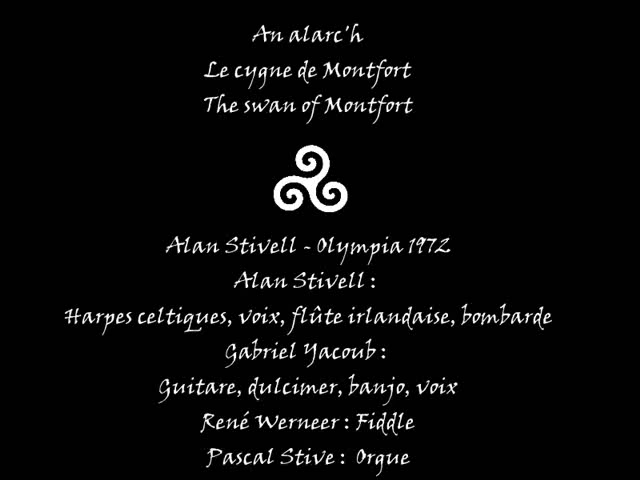 An alarc'h
Le cygne de Montfort
The swan of Montfort
Alan Stivell - Olympia 1972
Alan Stivell :
Harpes celtiques, voix, flûte irlandaise, bombarde
Gabriel Yacoub :
Guitare, dulcimer, banjo, voix
René Werneer : Fiddle
Pascal Stive : Orgue